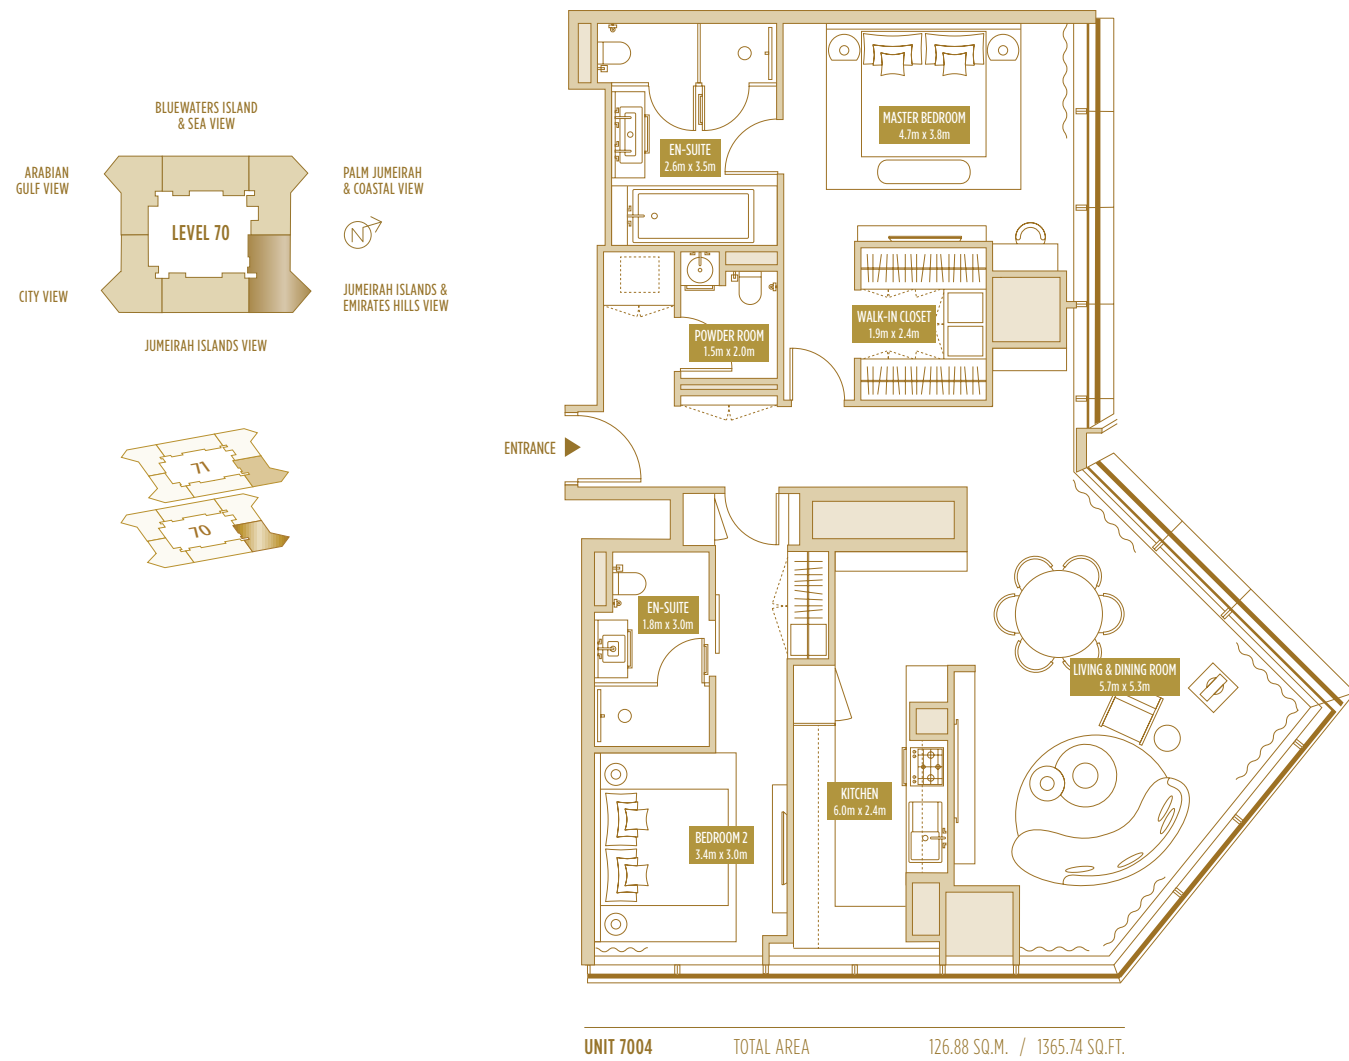 BLUEWATERS ISLAND
& SEA VIEW
ARABIAN
GULF VIEW
PALM JUMEIRAH
& COASTAL VIEW
LEVEL 70
N
CITY VIEW
JUMEIRAH ISLANDS &
EMIRATES HILLS VIEW
JUMEIRAH ISLANDS VIEW
71
70
MASTER BEDROOM
4.7m x 3.8m
EN-SUITE
2.6m x 3.5m
WALK-IN CLOSET
1.9m x 2.4m
POWDER ROOM
1.5m x 2.0m
ENTRANCE
EN-SUITE
1.8m x 3.0m
LIVING & DINING ROOM
5.7m x 5.3m
KITCHEN
6.0m x 2.4m
BEDROOM 2
3.4m x 3.0m
UNIT 7004 TOTAL AREA 126.88 SQ.M. / 1365.74 SQ.FT.